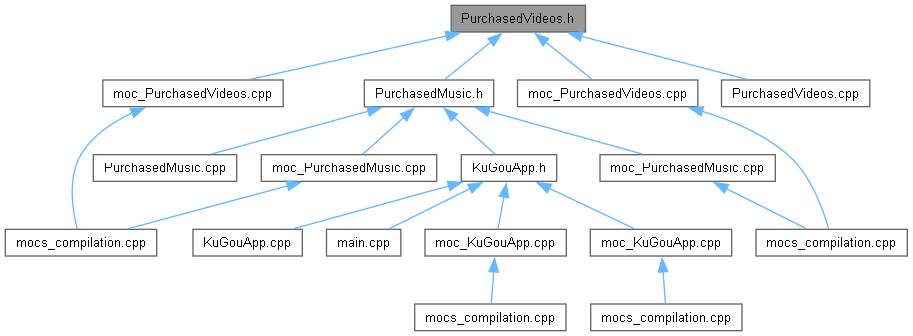 PurchasedVideos.h
moc_PurchasedVideos.cpp
PurchasedMusic.h
moc_PurchasedVideos.cpp
PurchasedVideos.cpp
PurchasedMusic.cpp
moc_PurchasedMusic.cpp
KuGouApp.h
moc_PurchasedMusic.cpp
mocs_compilation.cpp
KuGouApp.cpp
main.cpp
moc_KuGouApp.cpp
moc_KuGouApp.cpp
mocs_compilation.cpp
mocs_compilation.cpp
mocs_compilation.cpp